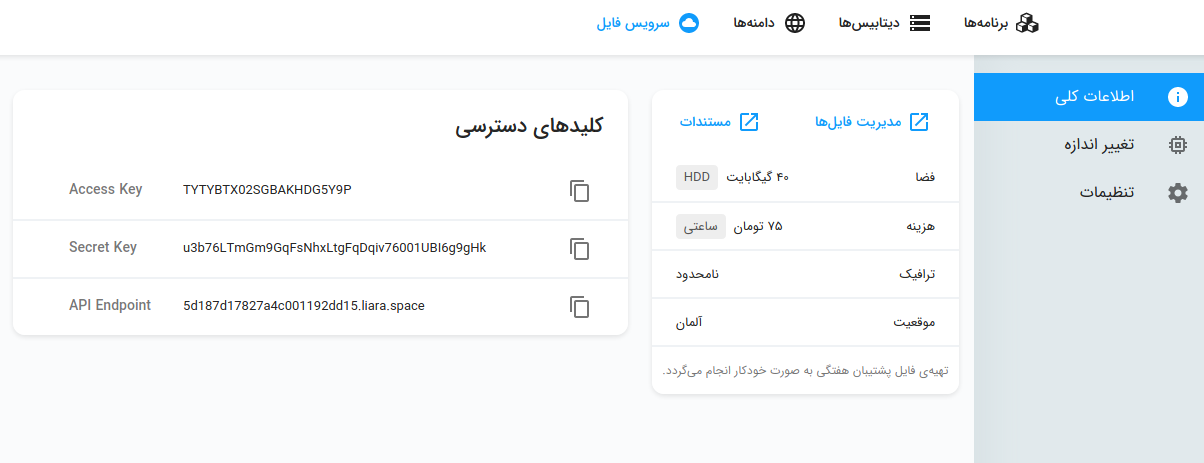 برنامه‌ها
دیتابیس‌ها
دامنه‌ها
سرویس فایل
اطلاعات کلی
تغییر اندازه
تنظیمات
مدیریت فایل‌ها
مستندات
فضا ۴۰ گیگابایت HDD
هزینه ۷۵ تومان ساعتی
ترافیک نامحدود
موقعیت آلمان
تهیه‌ی فایل پشتیبان هفتگی به صورت خودکار انجام می‌گردد.
کلیدهای دسترسی
Access Key TYTYBTX02SGBAKHDG5Y9P
Secret Key u3b76LTmGm9GqFsNhxLtgFqDqiv76001UBI6g9gHk
API Endpoint 5d187d17827a4c001192dd15.liara.space